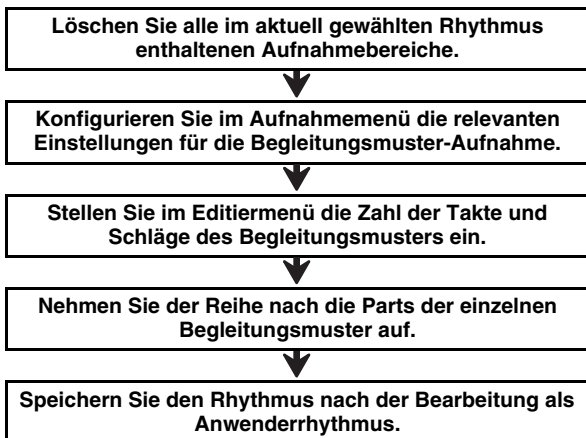 Löschen Sie alle im aktuell gewählten Rhythmus
enthaltenen Aufnahmebereiche.
Konfigurieren Sie im Aufnahmemenü die relevanten
Einstellungen für die Begleitungsmuster-Aufnahme.
Stellen Sie im Editiermenü die Zahl der Takte und
Schläge des Begleitungsmusters ein.
Nehmen Sie der Reihe nach die Parts der einzelnen
Begleitungsmuster auf.
Speichern Sie den Rhythmus nach der Bearbeitung als
Anwenderrhythmus.